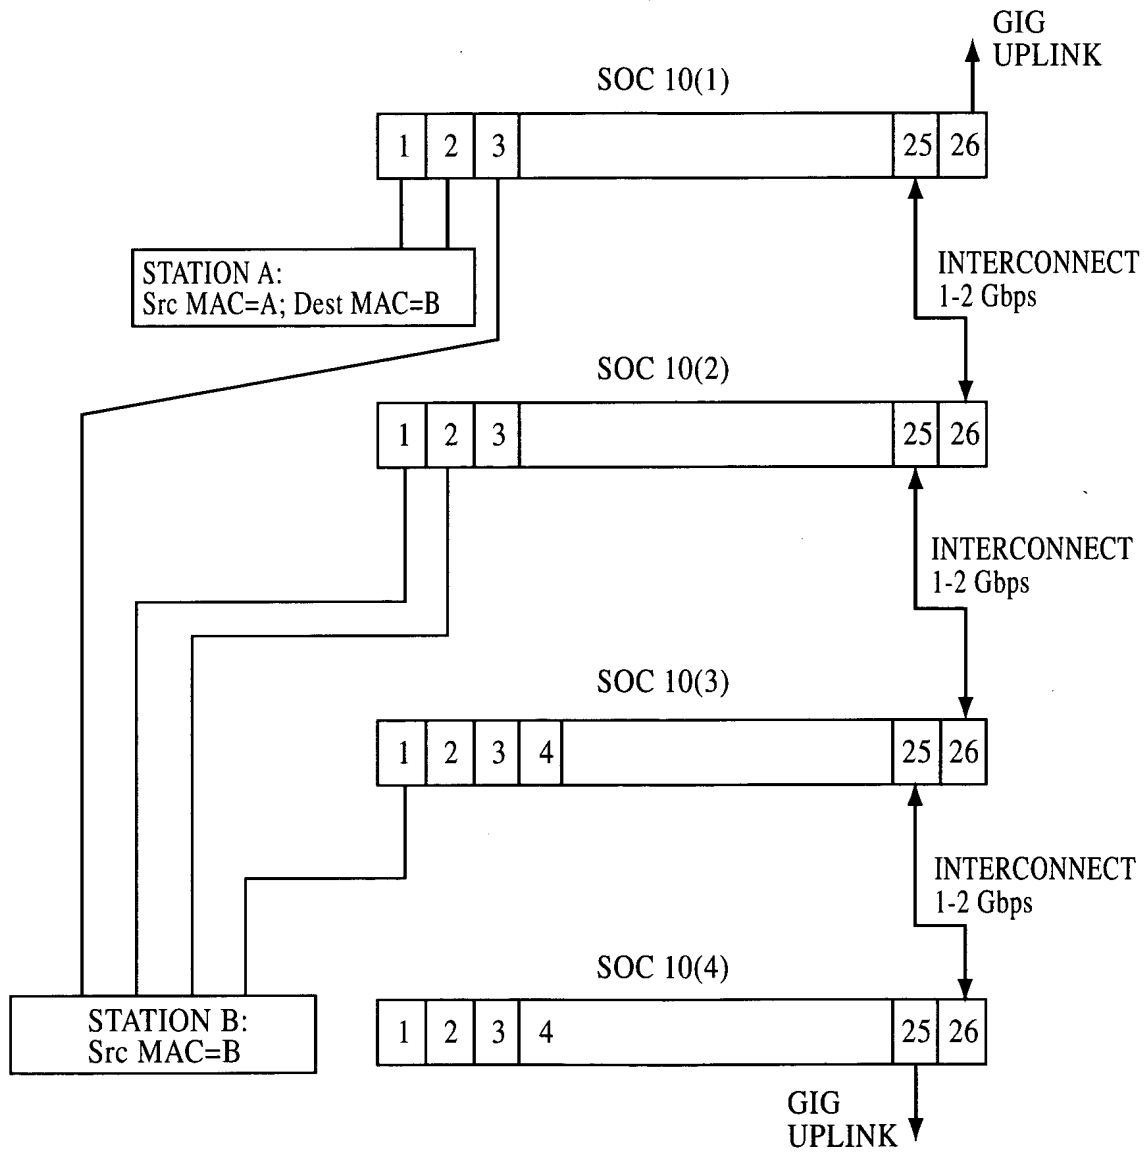 GIG
UPLINK
SOC 10(1)
1 2 3 25 26
STATION A:
Src MAC=A; Dest MAC=B
INTERCONNECT
1-2 Gbps
SOC 10(2)
1 2 3 25 26
INTERCONNECT
1-2 Gbps
SOC 10(3)
1 2 3 4 25 26
INTERCONNECT
1-2 Gbps
SOC 10(4)
1 2 3 4 25 26
STATION B:
Src MAC=B
GIG
UPLINK